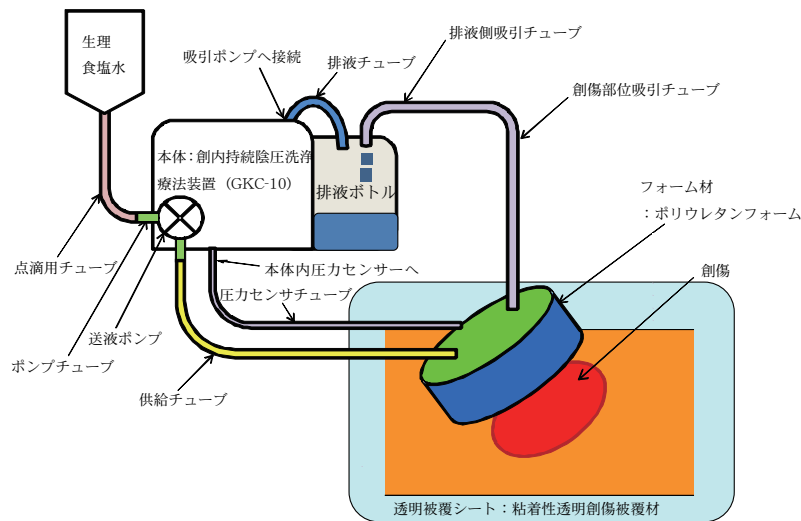 生理
食塩水
吸引ポンプへ接続
排液チューブ
排液側吸引チューブ
創傷部位吸引チューブ
本体：創内持続陰圧洗浄
療法装置（GKC-10）
排液ボトル
フォーム材
：ポリウレタンフォーム
点滴用チューブ
本体内圧力センサーへ
圧力センサチューブ
創傷
送液ポンプ
ポンプチューブ
供給チューブ
透明被覆シート：粘着性透明創傷被覆材